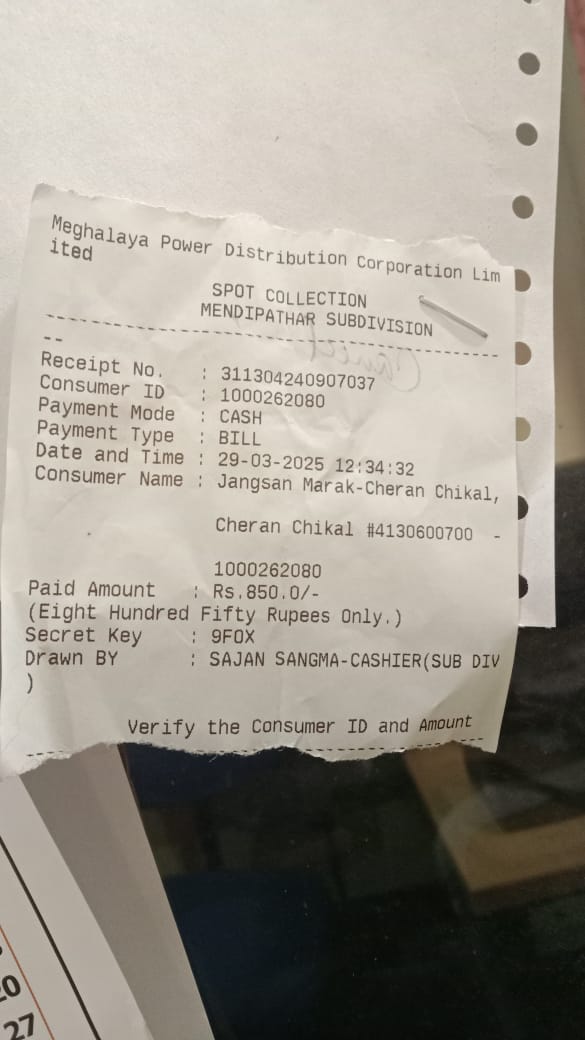 Meghalaya Power Distribution Corporation Lim
ited
SPOT COLLECTION
MENDIPATHAR SUBDIVISION
--------------------------------------------
--
Receipt No. : 311304240907037
Consumer ID : 1000262080
Payment Mode : CASH
Payment Type : BILL
Date and Time : 29-03-2025 12:34:32
Consumer Name : Jangsan Marak-Cheran Chikal,
Cheran Chikal #4130600700 -
1000262080
Paid Amount : Rs.850.0/-
(Eight Hundred Fifty Rupees Only.)
Secret Key : 9FOX
Drawn BY : SAJAN SANGMA-CASHIER(SUB DIV
)
Verify the Consumer ID and Amount
--------------------------------------------
20
27